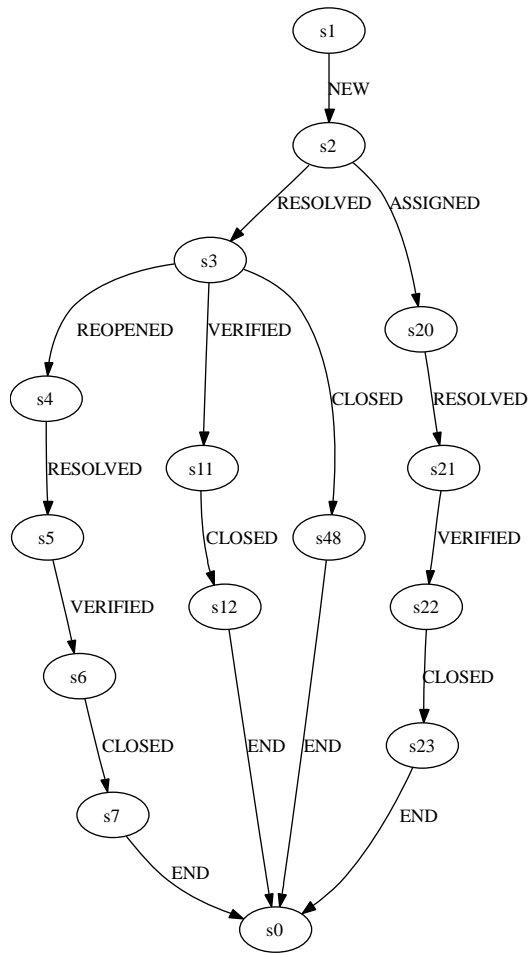 s1
NEW
s2
RESOLVED
ASSIGNED
s3
s20
REOPENED
VERIFIED
CLOSED
RESOLVED
s4
s11
s21
RESOLVED
CLOSED
VERIFIED
s5
s48
s12
s22
VERIFIED
CLOSED
s6
s23
CLOSED
END
END
END
s7
END
s0